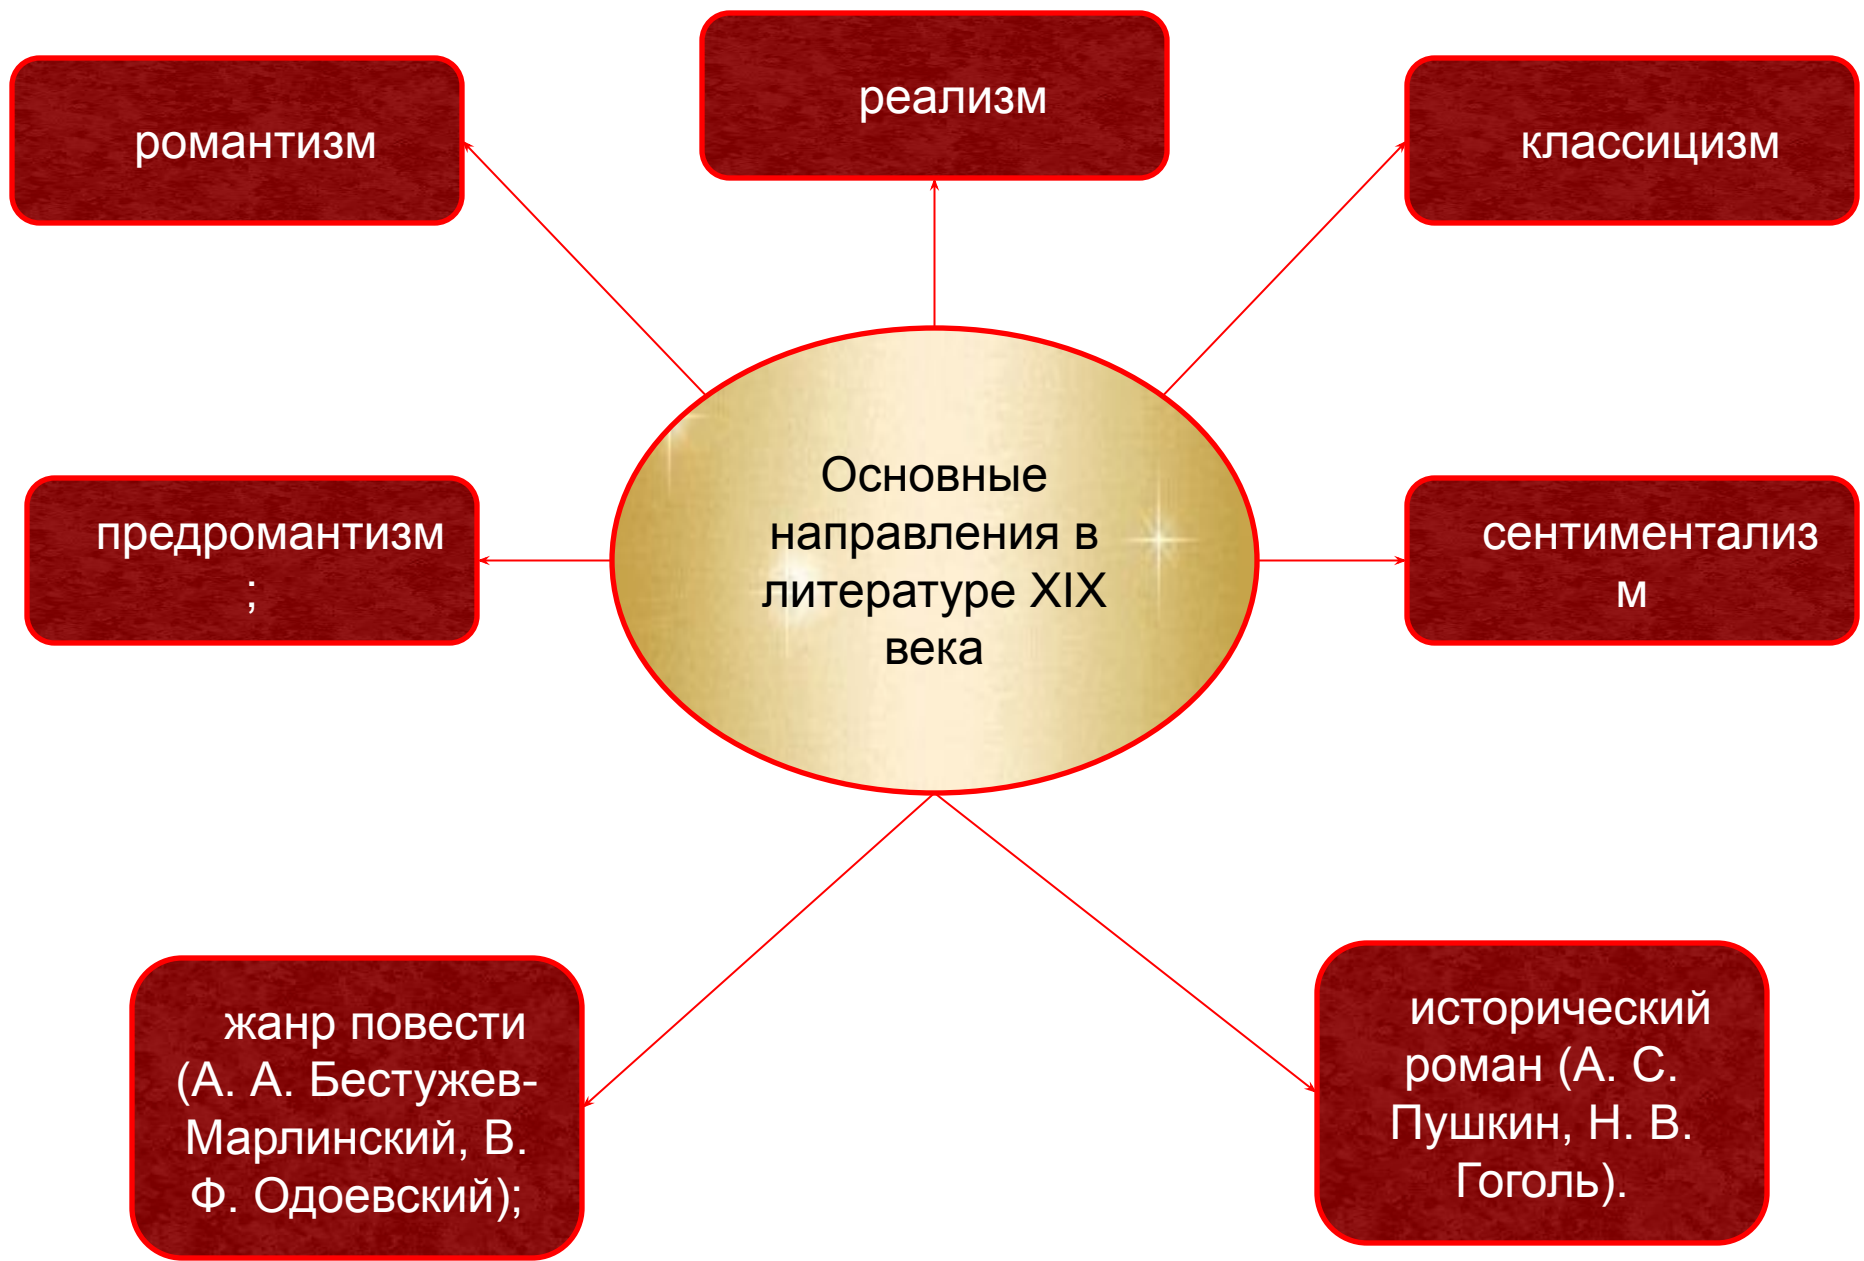 реализм
романтизм
классицизм
Основные
направления в
литературе XIX
века
предромантизм
;
сентиментализ
м
жанр повести
(А. А. Бестужев-
Марлинский, В.
Ф. Одоевский);
исторический
роман (А. С.
Пушкин, Н. В.
Гоголь).